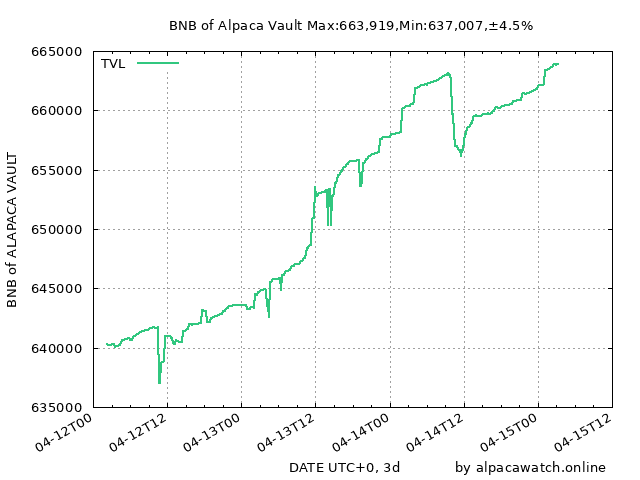 BNB of Alpaca Vault Max:663,919,Min:637,007,±4.5%
TVL
BNB of ALAPACA VAULT
665000
660000
655000
650000
645000
640000
635000
04-12T00
04-12T12
04-13T00
04-13T12
04-14T00
04-14T12
04-15T00
04-15T12
DATE UTC+0, 3d
by alpacawatch.online